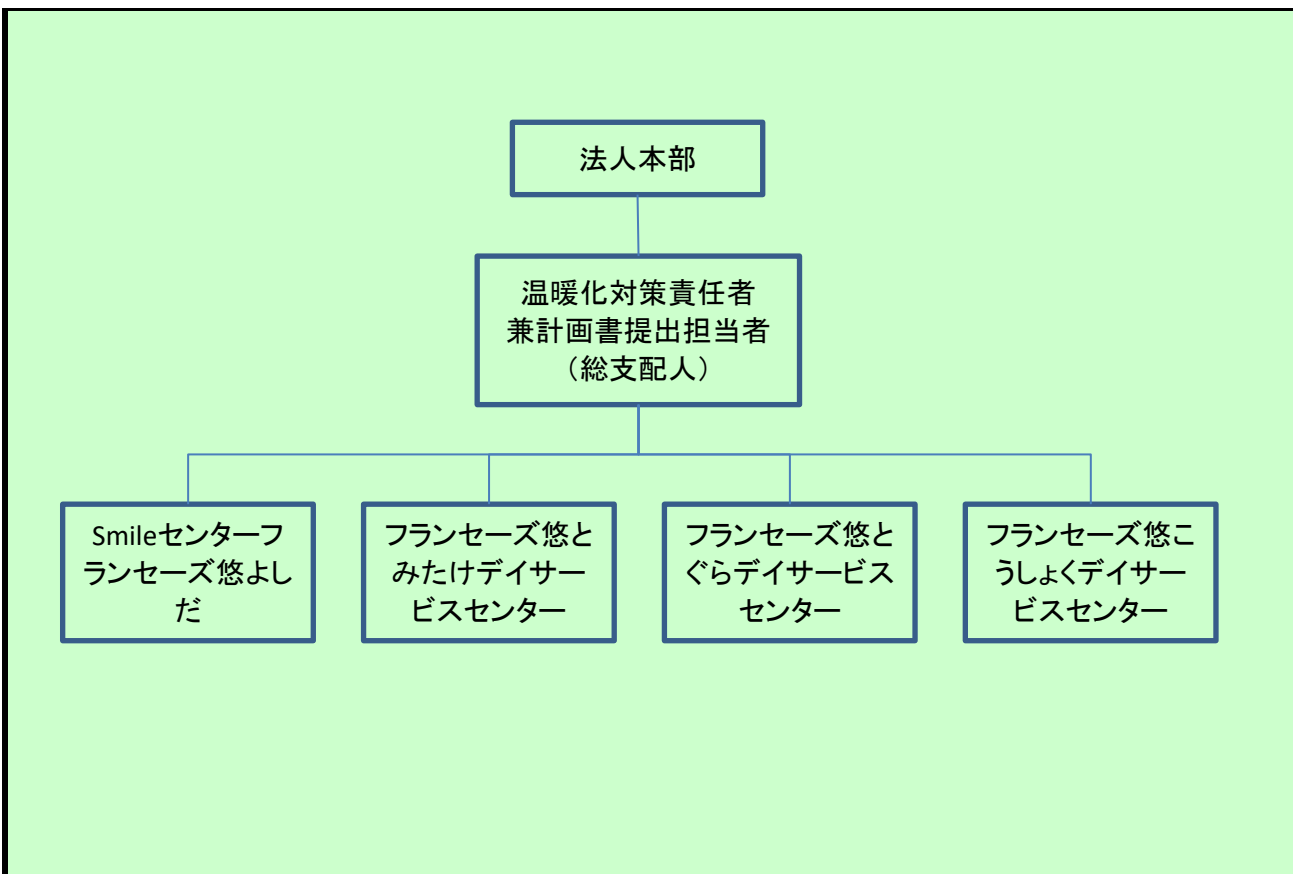 法人本部
温暖化対策責任者
兼計画書提出担当者
（総支配人）
Smileセンターフ
ランセーズ悠よし
だ
フランセーズ悠と
みたけデイサー
ビスセンター
フランセーズ悠と
ぐらデイサービス
センター
フランセーズ悠こ
うしょくデイサー
ビスセンター